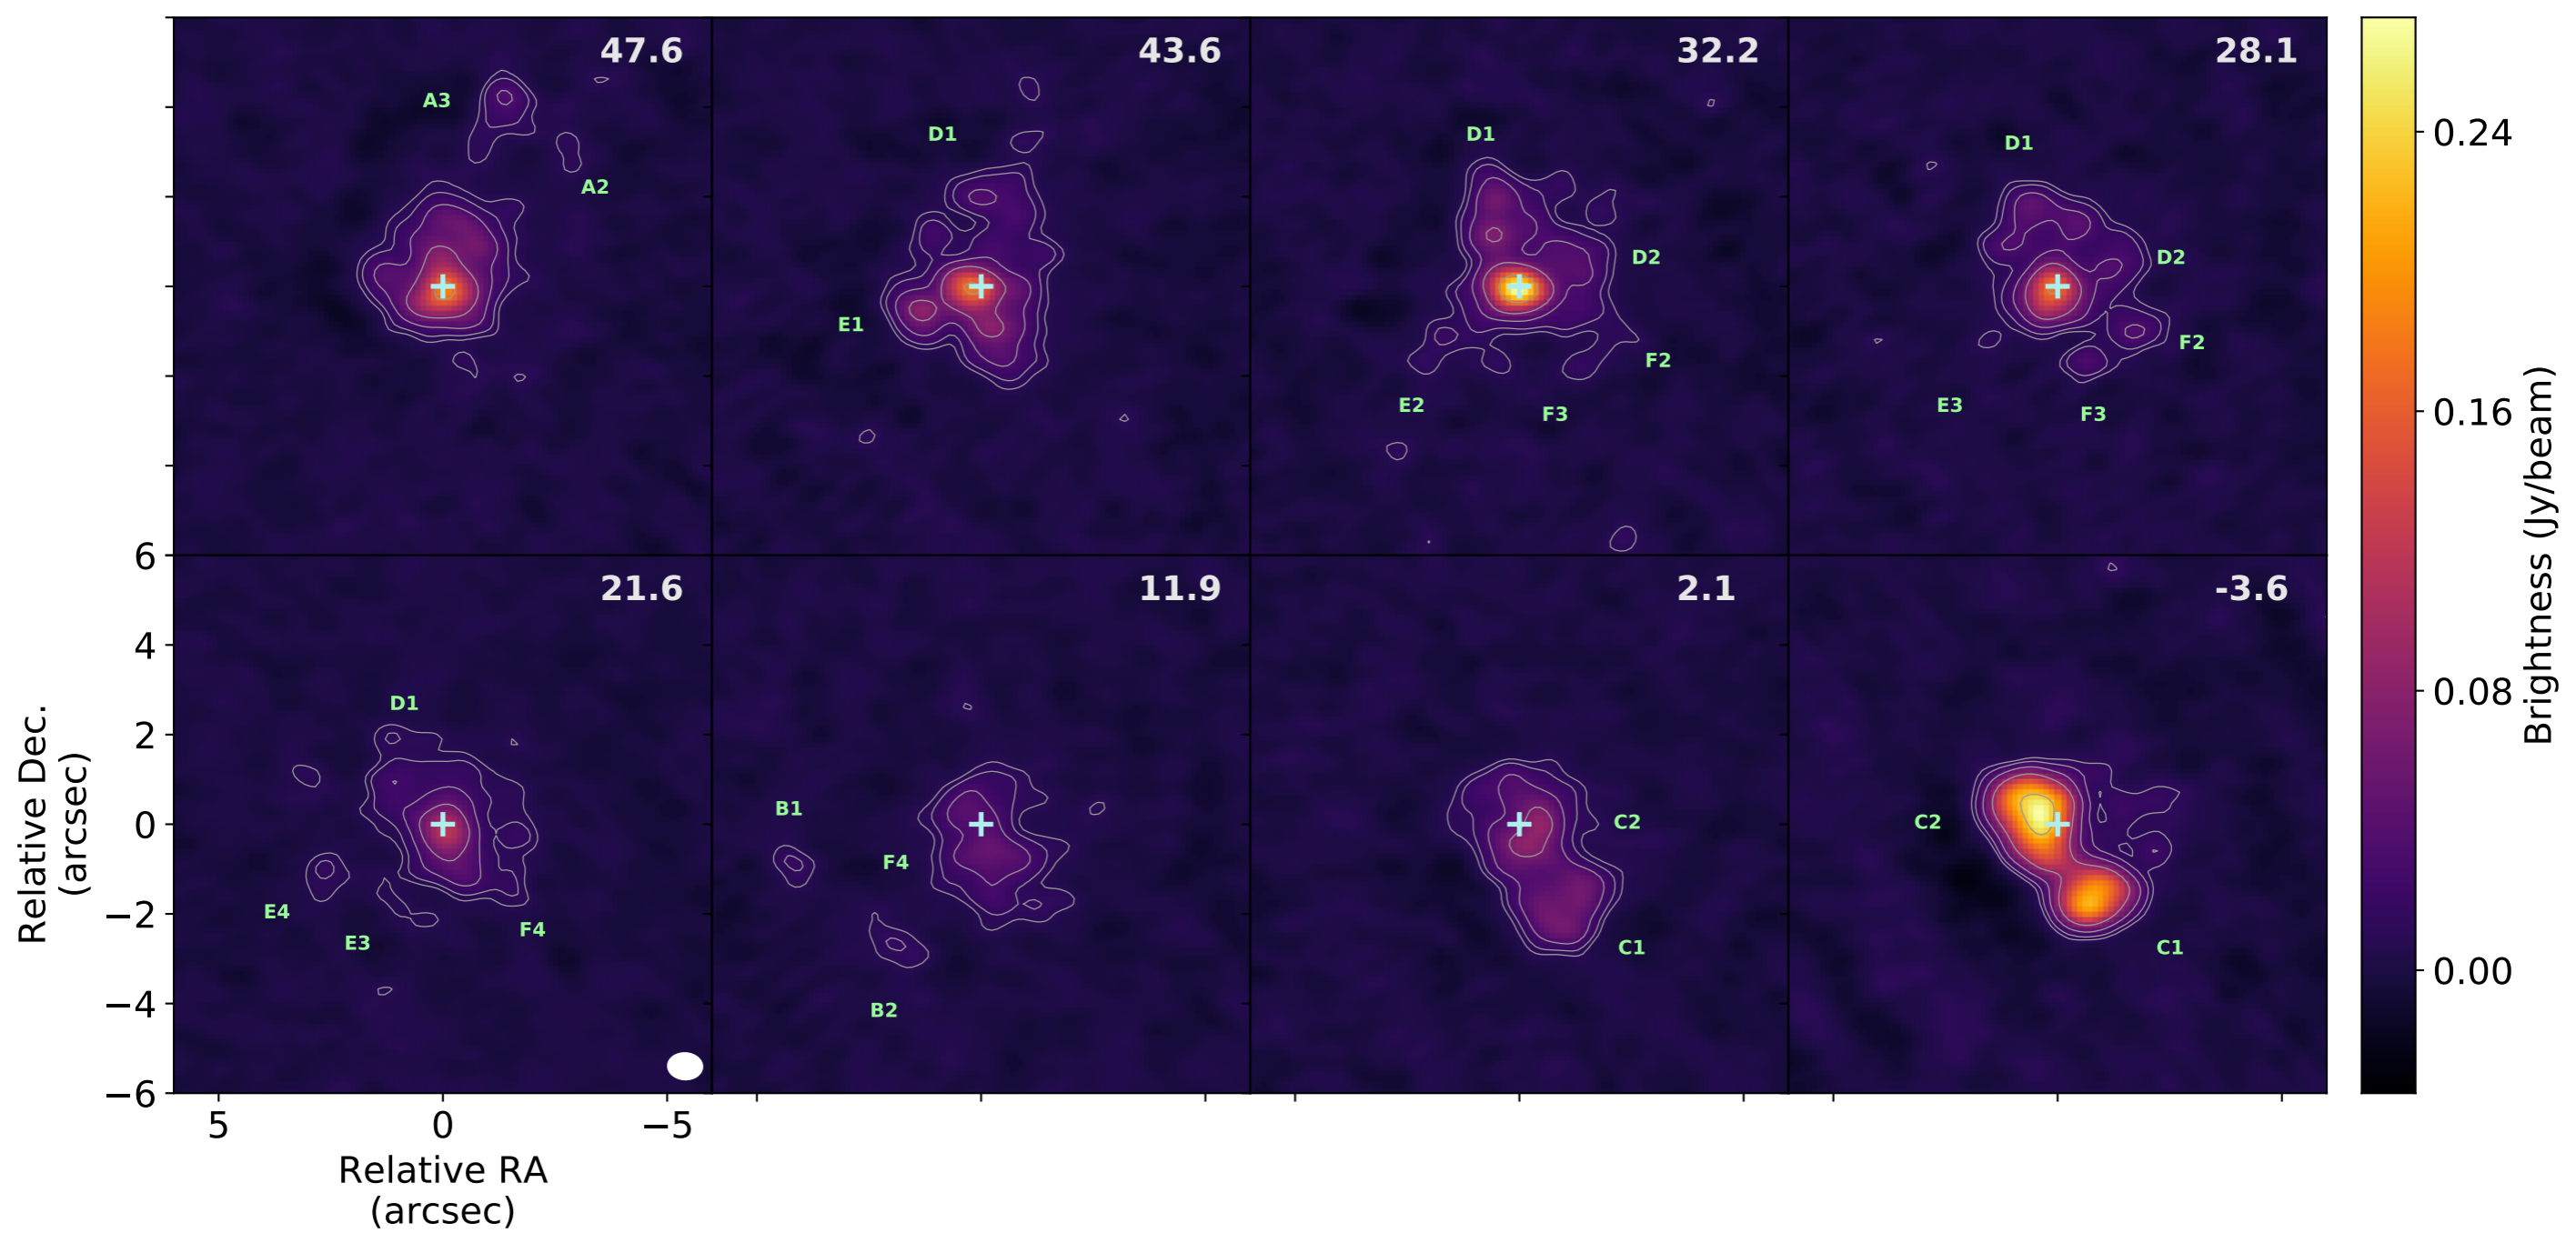 47.6
A3
A2
43.6
D1
E1
32.2
D1
D2
E2
F2
F3
28.1
D1
D2
F2
E3
F3
0.24
0.16
0.08
0.00
Brightness (Jy/beam)
21.6
D1
E4
E3
F4
11.9
B1
F4
B2
2.1
C2
C1
-3.6
C2
C1
6
4
2
0
−2
−4
−6
Relative Dec.
(arcsec)
5 0 −5
Relative RA
(arcsec)